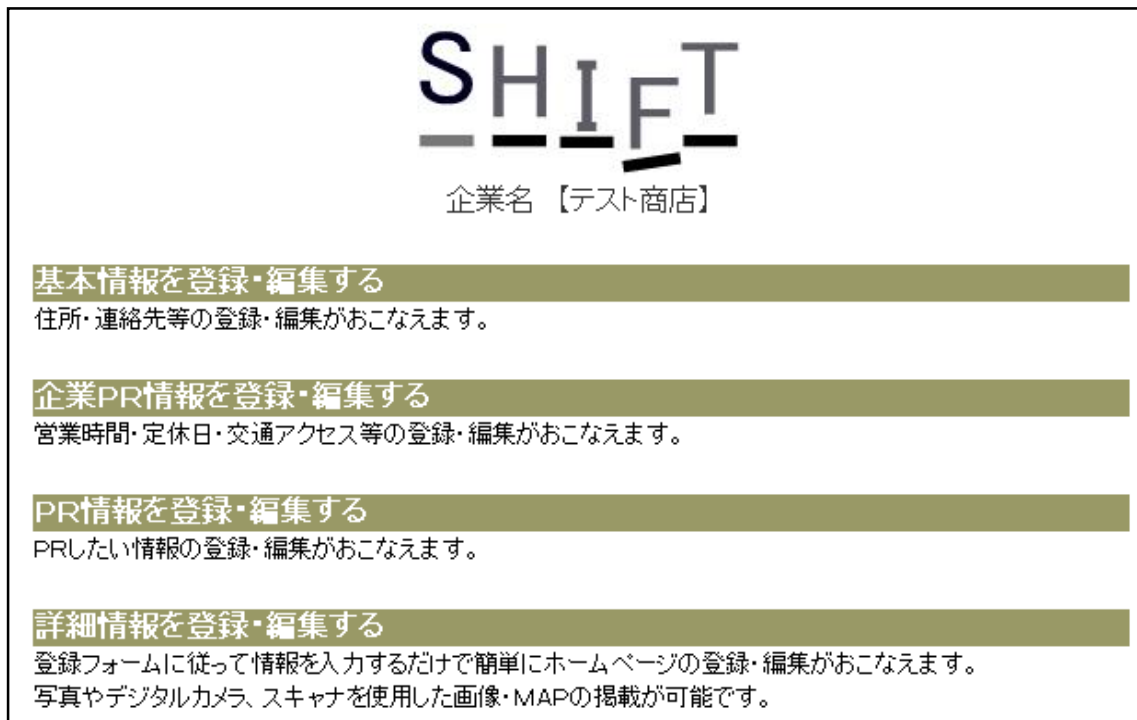 SHIFT
企業名 【テスト商店】
基本情報を登録・編集する
住所・連絡先等の登録・編集がおこなえます。
企業PR情報を登録・編集する
営業時間・定休日・交通アクセス等の登録・編集がおこなえます。
PR情報を登録・編集する
PRしたい情報の登録・編集がおこなえます。
詳細情報を登録・編集する
登録フォームに従って情報を入力するだけで簡単にホームページの登録・編集がおこなえます。
写真やデジタルカメラ、スキャナを使用した画像・MAPの掲載が可能です。